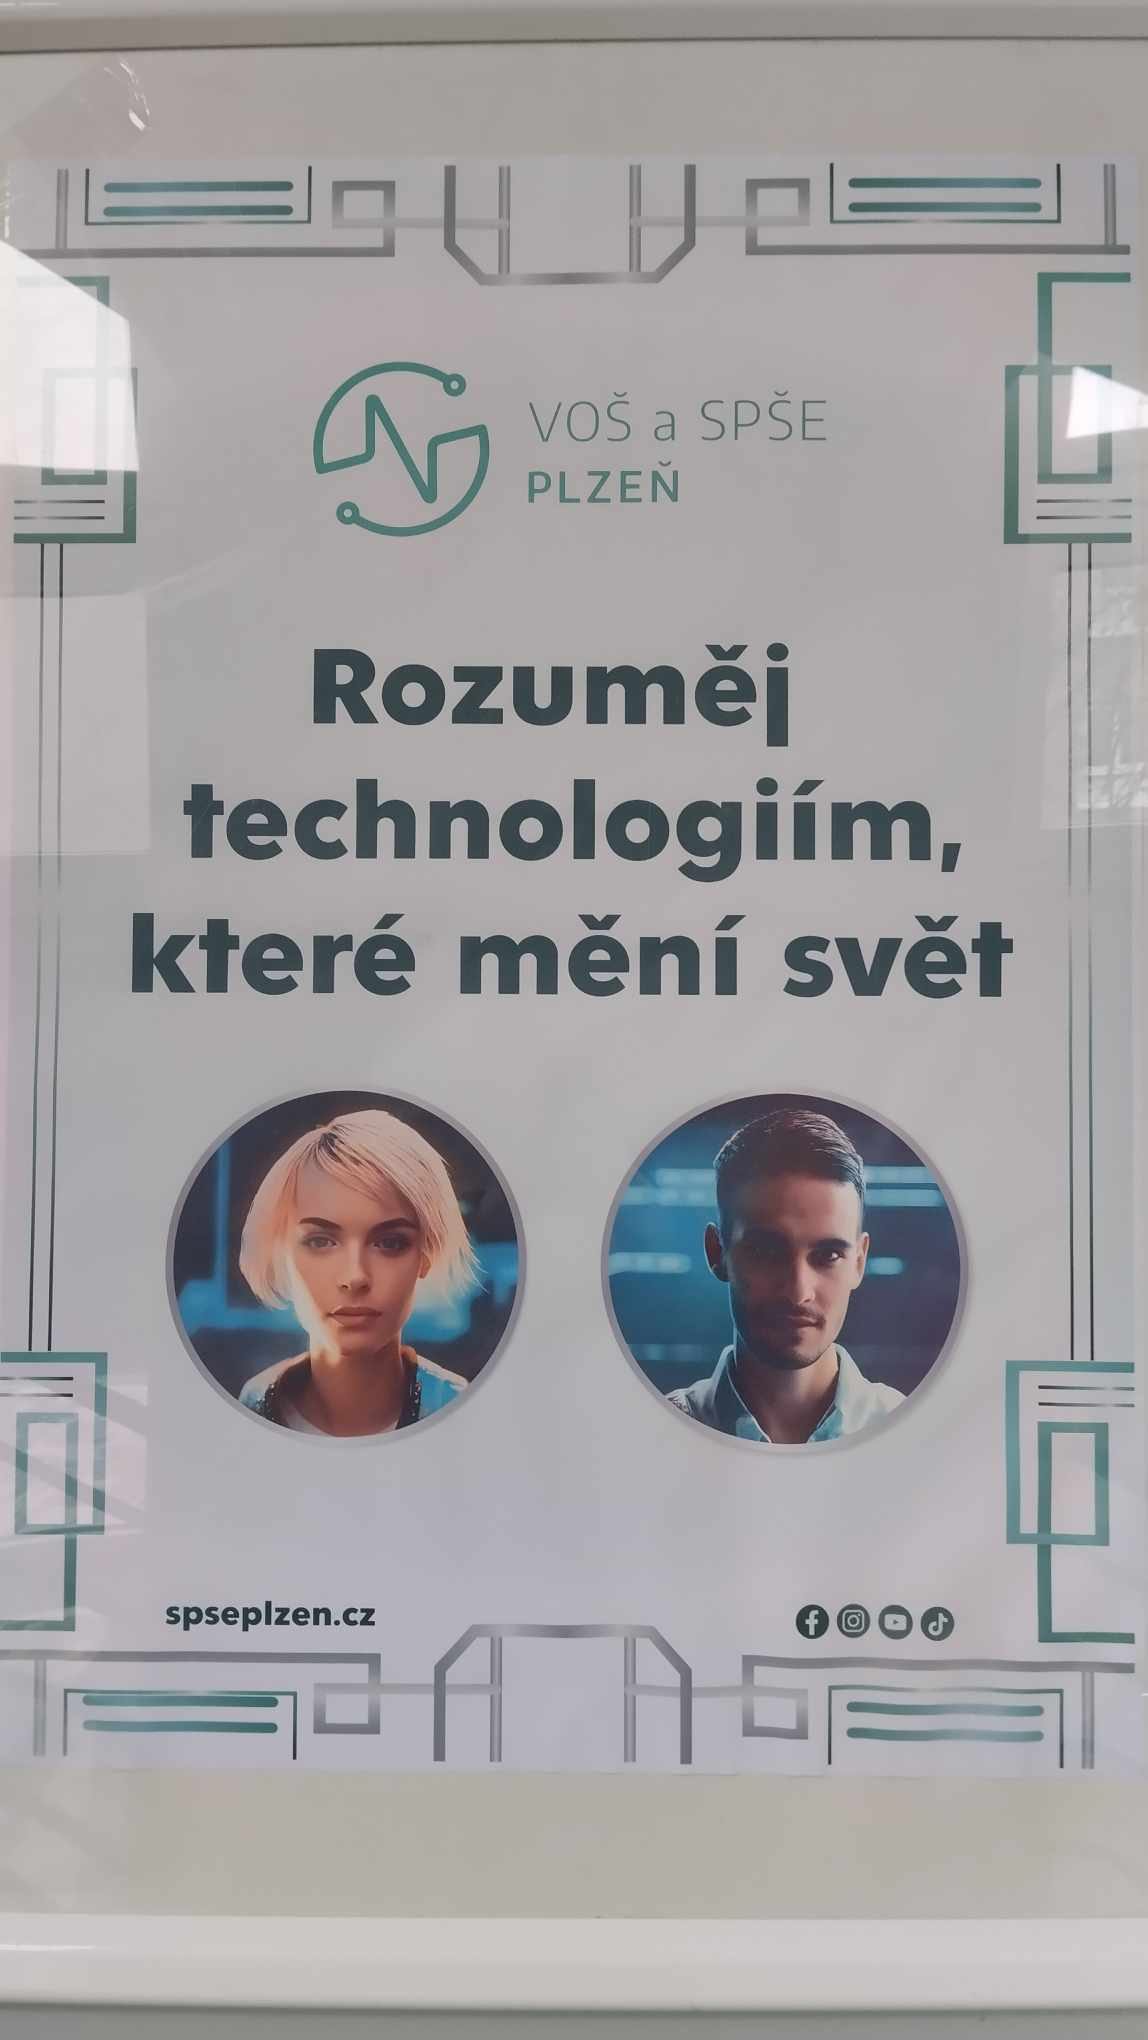 VOŠ a SPŠE
PLZEŇ
Rozuměj
technologiím,
které mění svět
spseplzen.cz